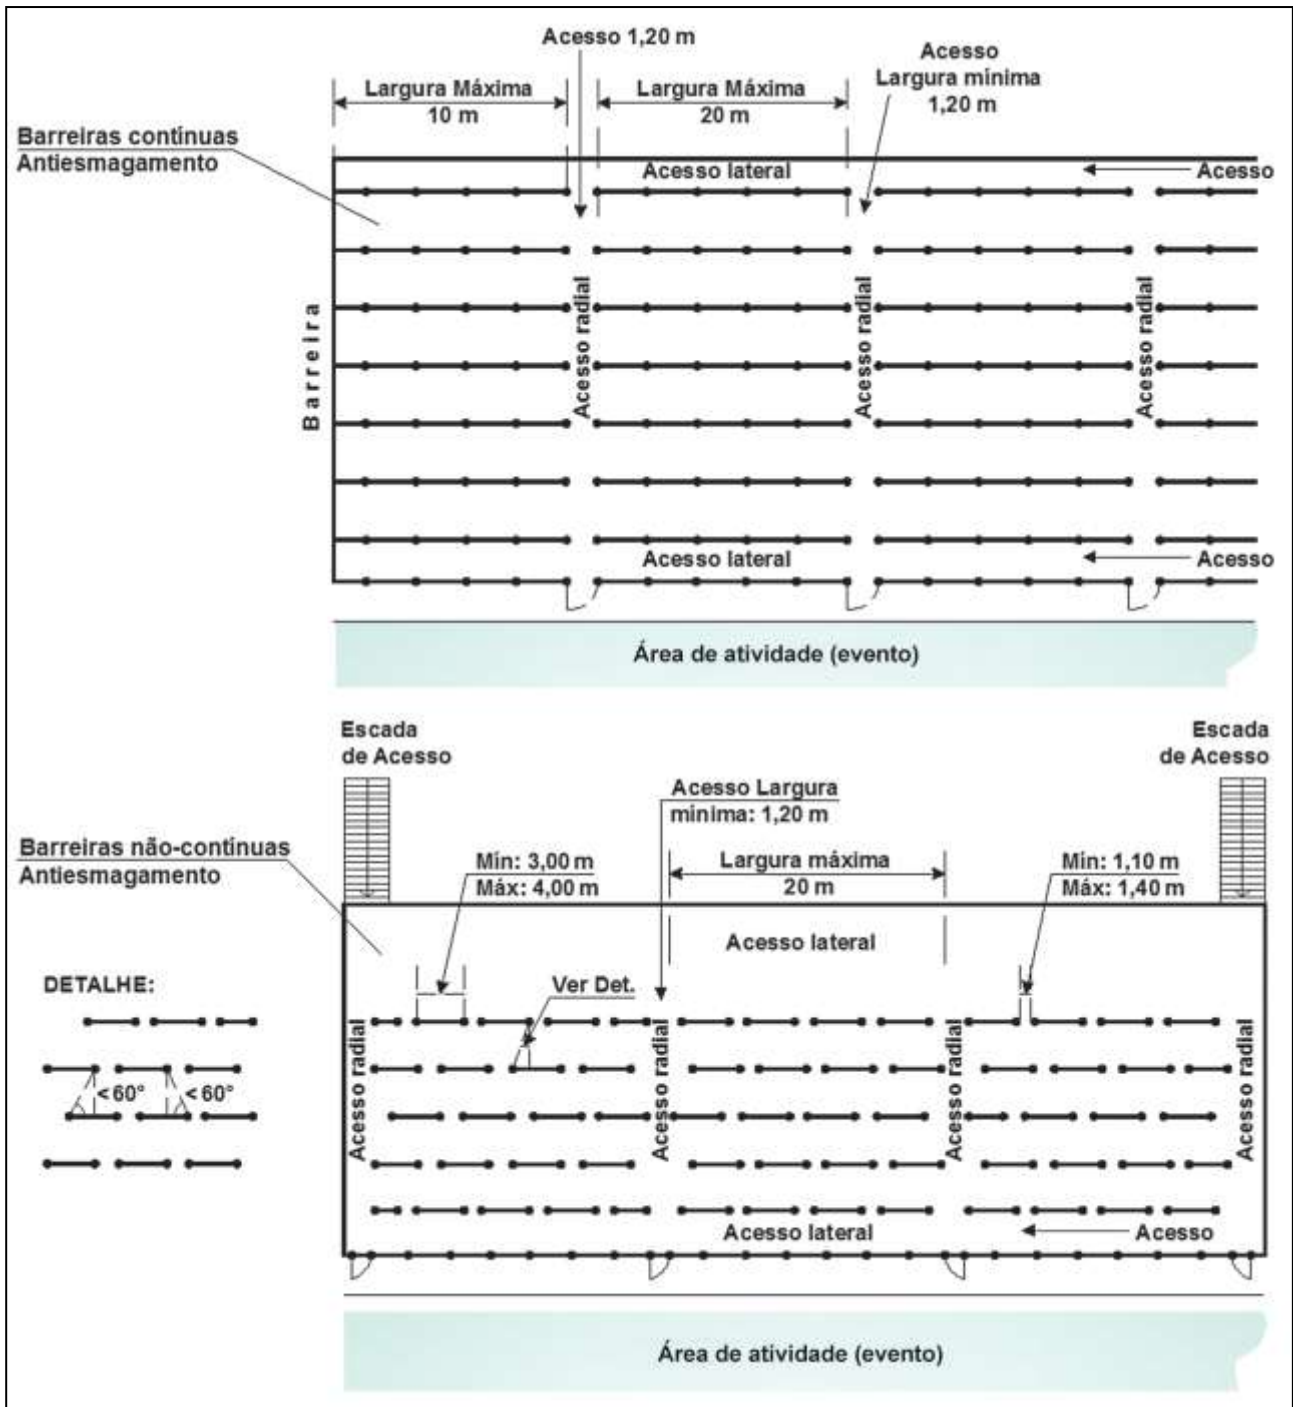 Acesso 1,20 m
Acesso
Largura mínima
1,20 m
Largura Máxima
10 m
Largura Máxima
20 m
Barreiras contínuas
Antiesmagamento
Acesso lateral
Acesso
Barreira
Acesso radial
Acesso radial
Acesso radial
Acesso lateral
Acesso
Área de atividade (evento)
Escada
de Acesso
Escada
de Acesso
Acesso Largura
mínima: 1,20 m
Barreiras não-contínuas
Antiesmagamento
Mín: 3,00 m
Máx: 4,00 m
Largura máxima
20 m
Mín: 1,10 m
Máx: 1,40 m
Acesso lateral
DETALHE:
Ver Det.
< 60°
< 60°
Acesso radial
Acesso radial
Acesso radial
Acesso radial
Acesso lateral
Acesso
Área de atividade (evento)